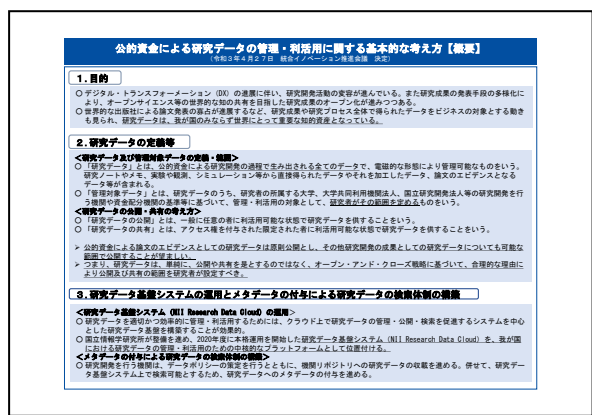 公的資金による研究データの管理・利活用に関する基本的な考え方【概要】
(令和3年4月27日 統合イノベーション推進会議 決定)
1.目的
○ デジタル・トランスフォーメーション (DX) の進展に伴い、研究開発活動の変容が進んでいる。また研究成果の発表手段の多様化に
より、オープンサイエンス等の世界的な知の共有を目指した研究成果のオープン化が進みつつある。
○ 世界的な出版社による論文発表の寡占が進展するなど、研究成果や研究プロセス全体で得られたデータをビジネスの対象とする動き
も見られ、研究データは、我が国のみならず世界にとって重要な知的資産となっている。
2.研究データの定義等
<研究データ及び管理対象データの定義・範囲>
○ 「研究データ」とは、公的資金による研究開発の過程で生み出される全てのデータで、電磁的な形態により管理可能なものをいう。
研究ノートやメモ、実験や観測、シミュレーション等から直接得られたデータやそれを加工したデータ、論文のエビデンスとなる
データ等が含まれる。
○ 「管理対象データ」とは、研究データのうち、研究者の所属する大学、大学共同利用機関法人、国立研究開発法人等の研究開発を行
う機関や資金配分機関の基準等に基づいて、管理・利活用の対象として、研究者がその範囲を定めるものをいう。
<研究データの公開・共有の考え方>
○ 「研究データの公開」とは、一般に任意の者に利活用可能な状態で研究データを供することをいう。
○ 「研究データの共有」とは、アクセス権を付与された限定された者に利活用可能な状態で研究データを供することをいう。
➢ 公的資金による論文のエビデンスとしての研究データは原則公開とし、その他研究開発の成果としての研究データについても可能な
範囲で公開することが望ましい。
➢ つまり、研究データは、単純に、公開や共有を是とするのではなく、オープン・アンド・クローズ戦略に基づいて、合理的な理由に
より公開及び共有の範囲を研究者が設定すべき。
3.研究データ基盤システムの運用とメタデータの付与による研究データの検索体制の構築
<研究データ基盤システム (NII Research Data Cloud) の運用>
○ 研究データを適切かつ効率的に管理・利活用するためには、クラウド上で研究データの管理・公開・検索を促進するシステムを中心
とした研究データ基盤を構築することが効果的。
○ 国立情報学研究所が整備を進め、2020年度に本格運用を開始した研究データ基盤システム (NII Research Data Cloud) を、我が国
における研究データの管理・利活用のための中核的なプラットフォームとして位置付ける。
<メタデータの付与による研究データの検索体制の構築>
○ 研究開発を行う機関は、データポリシーの策定を行うとともに、機関リポジトリへの研究データの収載を進める。併せて、研究デー
タ基盤システム上で検索可能とするため、研究データへのメタデータの付与を進める。